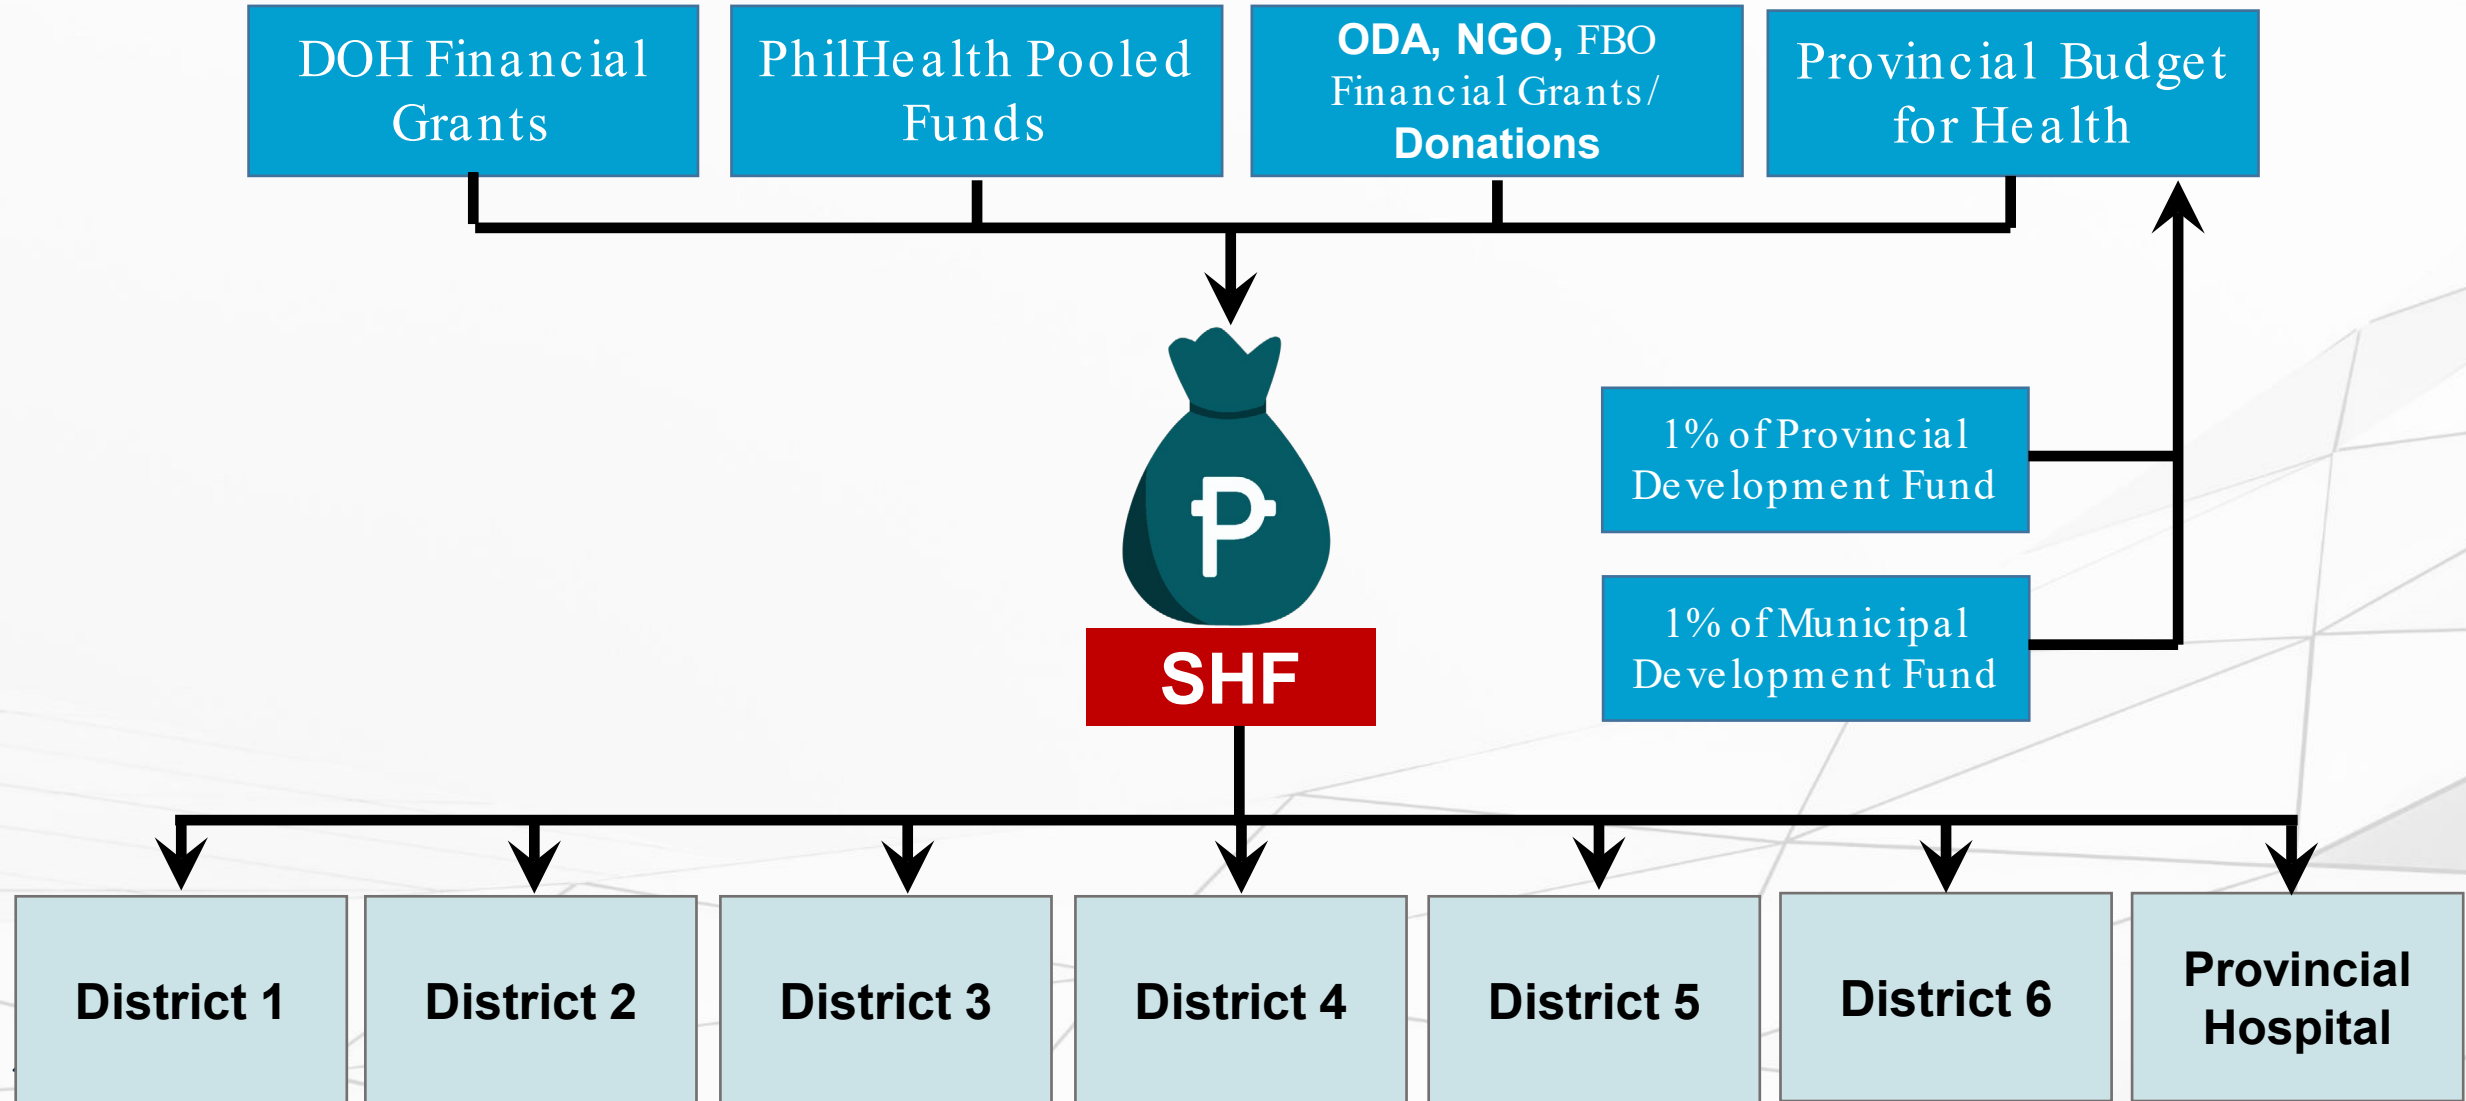 DOH Financial
Grants
PhilHealth Pooled
Funds
ODA, NGO, FBO
Financial Grants/
Donations
Provincial Budget
for Health
1% of Provincial
Development Fund
1% of Municipal
Development Fund
₱
SHF
District 1
District 2
District 3
District 4
District 5
District 6
Provincial
Hospital